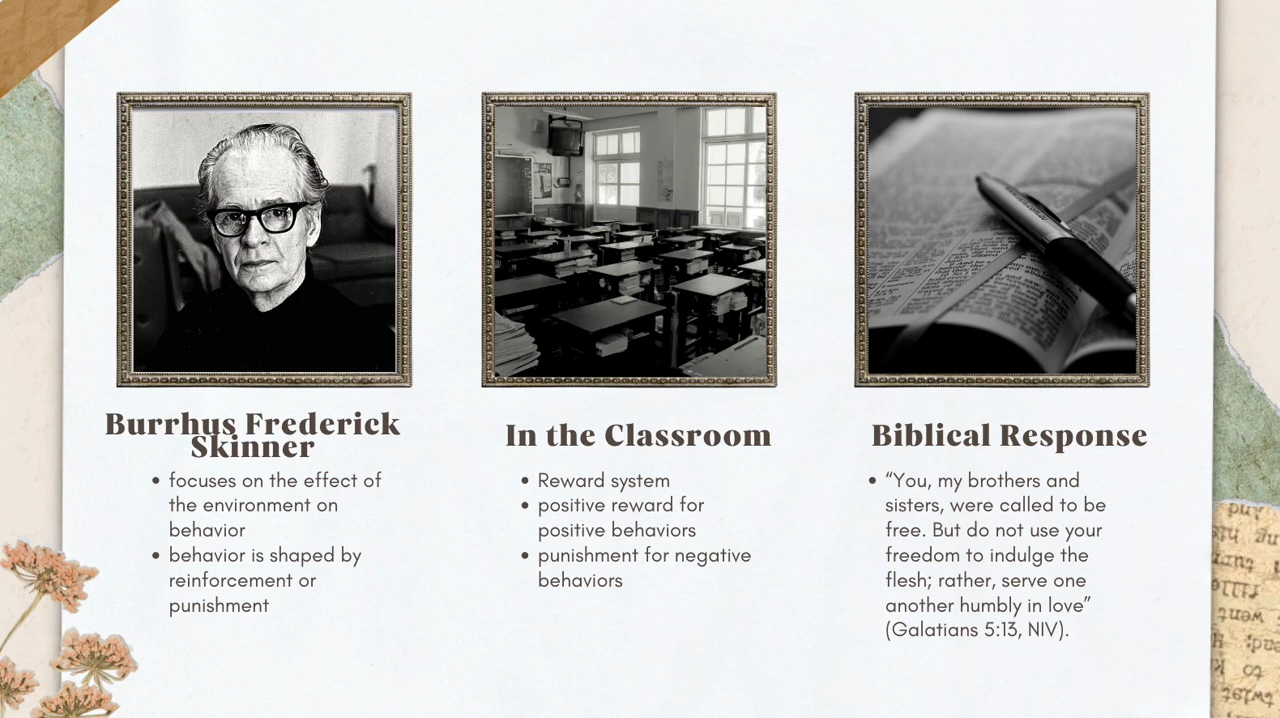 Burrhus Frederick
Skinner
• focuses on the effect of
the environment on
behavior
• behavior is shaped by
reinforcement or
punishment
In the Classroom
• Reward system
• positive reward for
positive behaviors
• punishment for negative
behaviors
Biblical Response
• “You, my brothers and
sisters, were called to be
free. But do not use your
freedom to indulge the
flesh; rather, serve one
another humbly in love”
(Galatians 5:13, NIV).